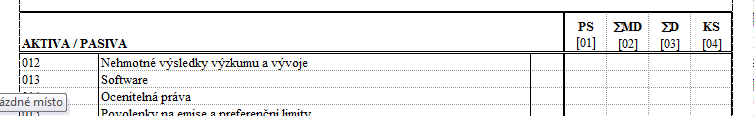 PS ΣMD ΣD KS
AKTIVA / PASIVA [01] [02] [03] [04]
012 Nehmotné výsledky výzkumu a vývoje
013 Software
Ocenitelná práva
ázdné místo
Povolenky na emise a preferenční limity